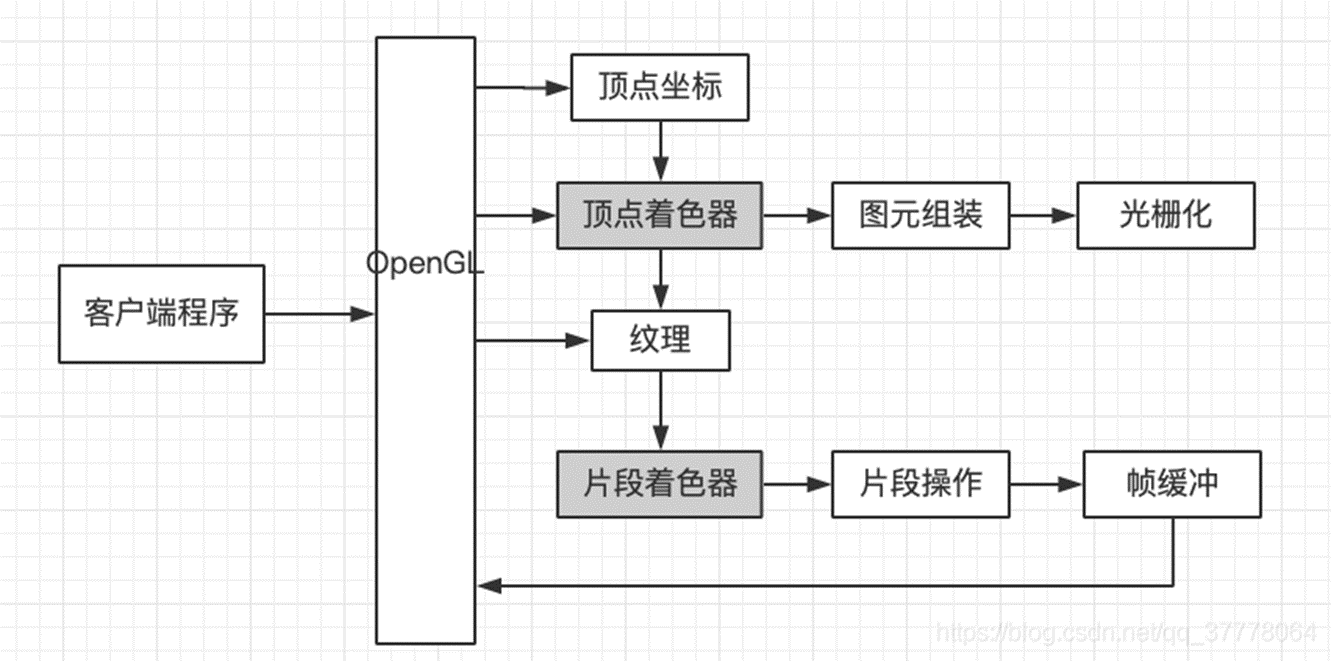 顶点坐标
顶点着色器
图元组装
光栅化
OpenGL
客户端程序
纹理
片段着色器
片段操作
帧缓冲
https://blog.csdn.net/qq_37778064